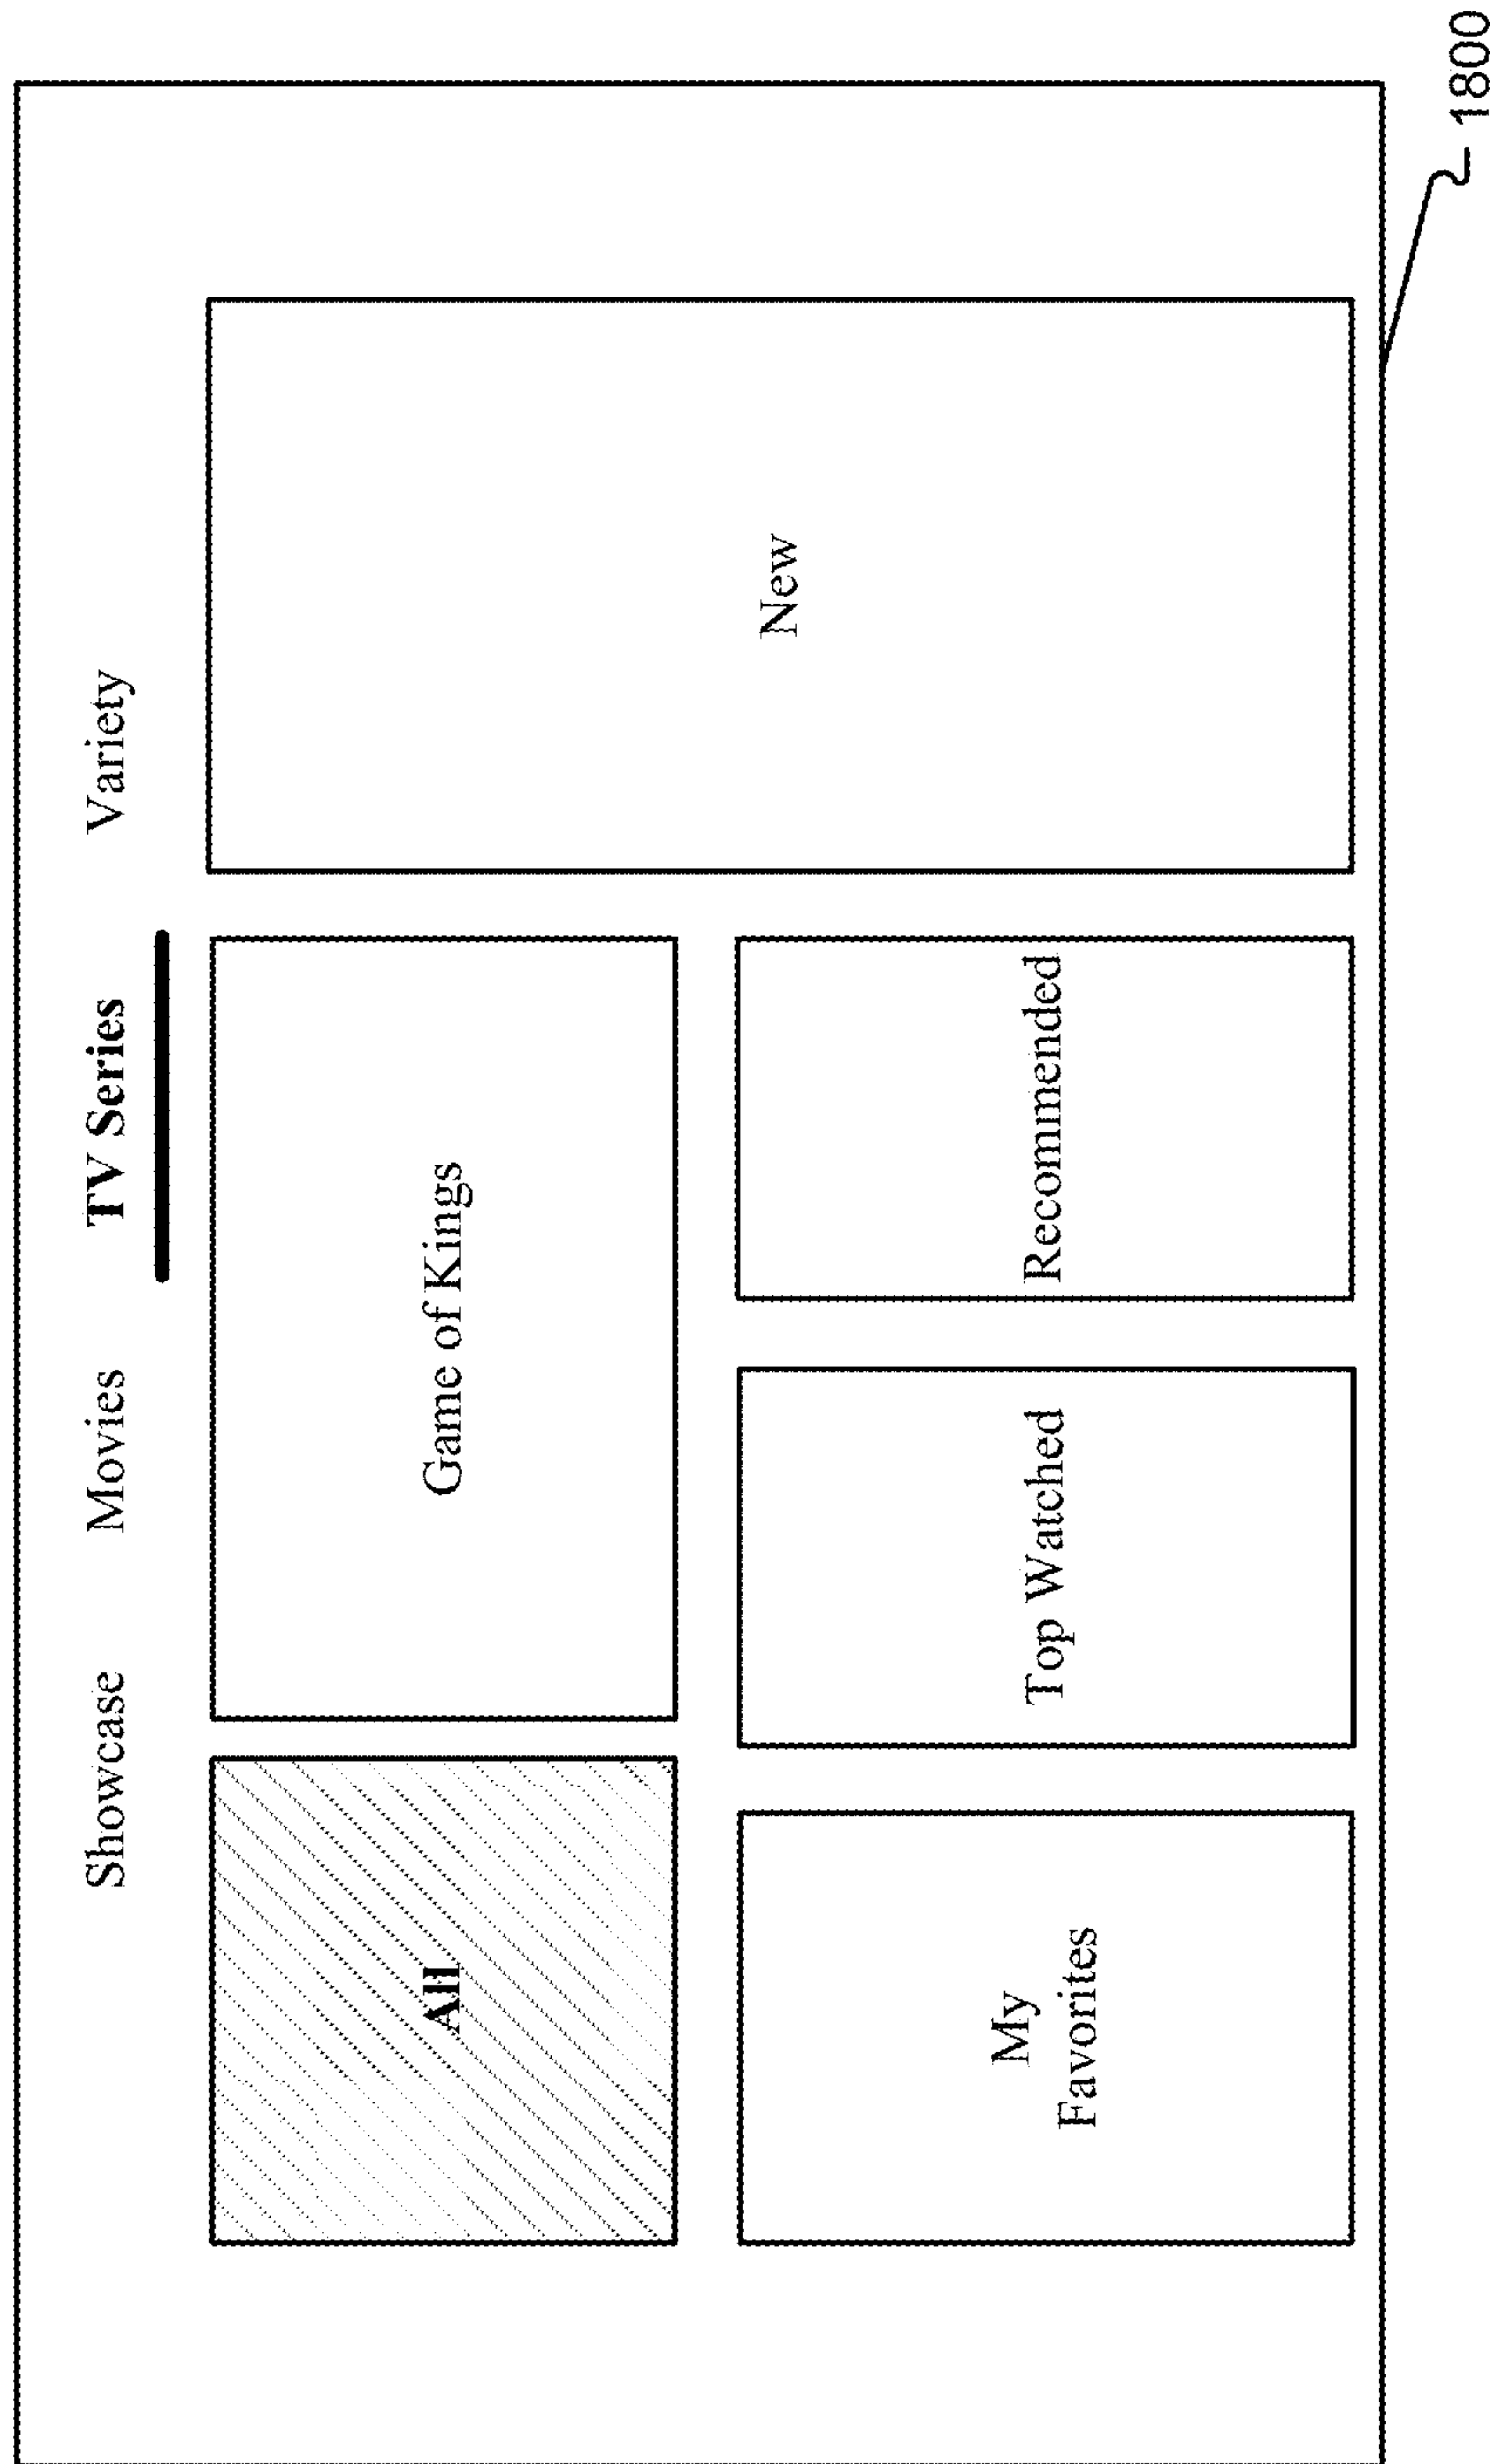 Showcase
Movies
TV Series
Variety
All
Game of Kings
New
My
Favorites
Top Watched
Recommended
1800